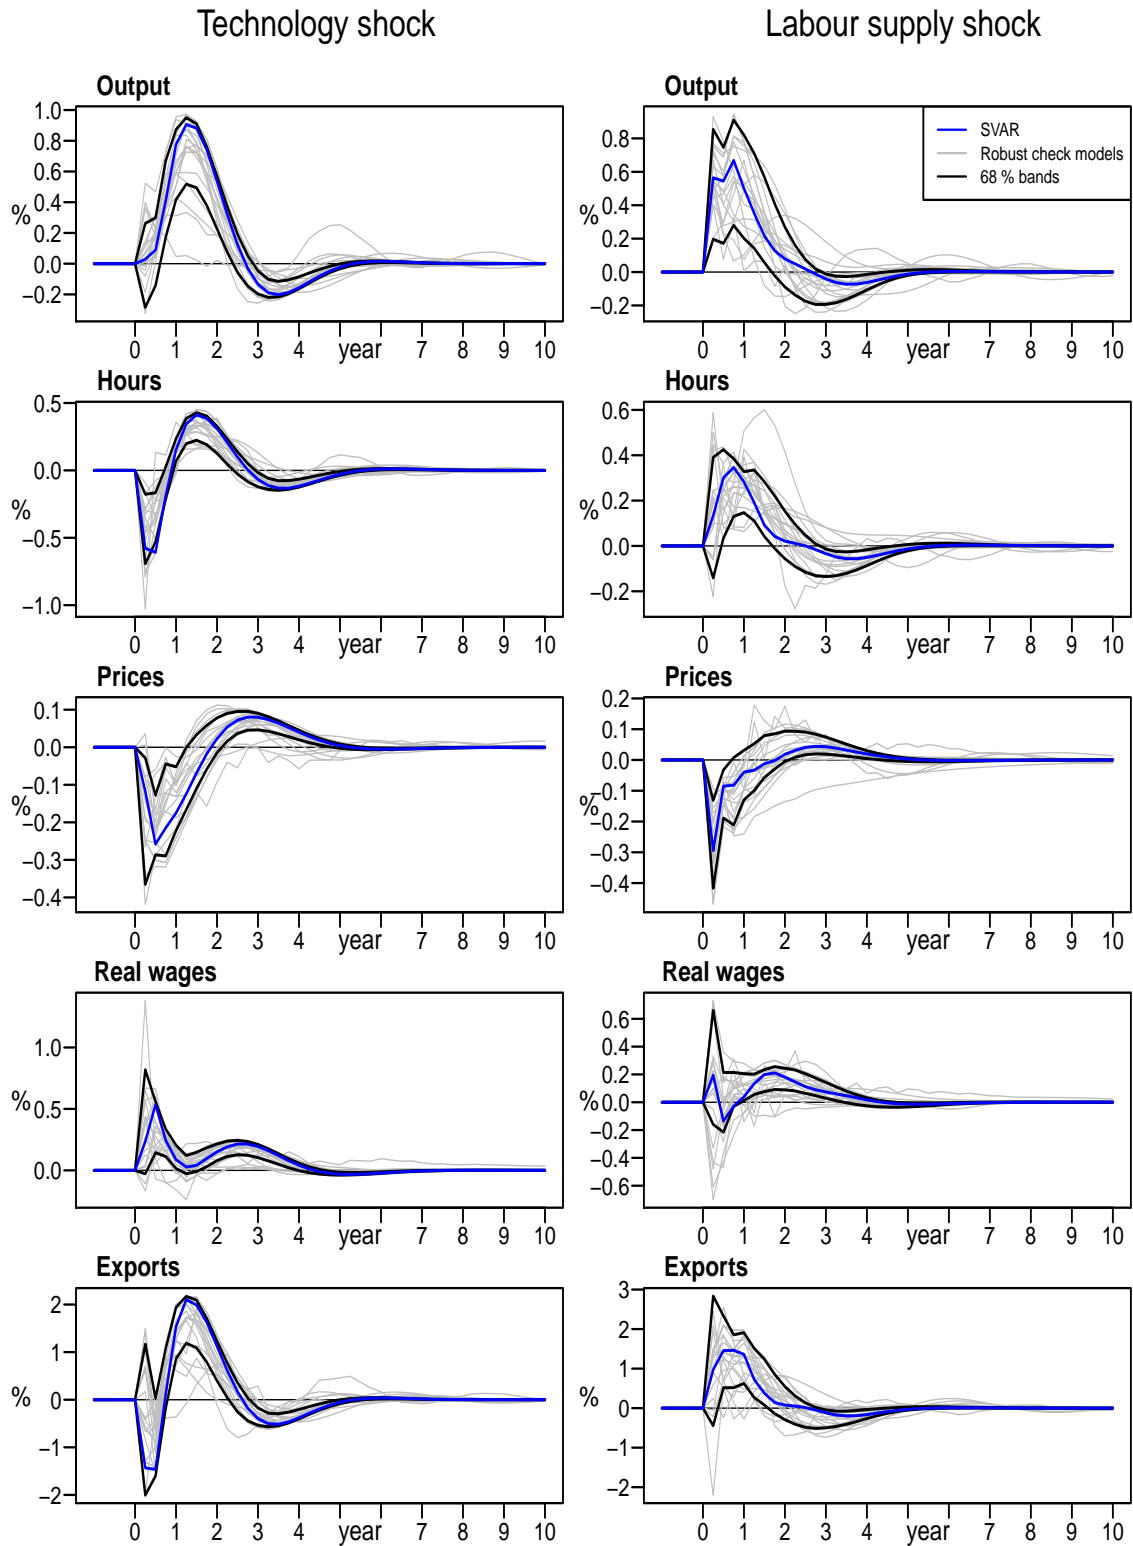 Technology shock
Labour supply shock
Output
1.0
0.8
0.6
0.4
0.2
0.0
−0.2
%
0 1 2 3 4 year 7 8 9 10
Output
0.8
0.6
0.4
0.2
0.0
−0.2
%
SVAR
Robust check models
68 % bands
0 1 2 3 4 year 7 8 9 10
Hours
0.5
0.0
−0.5
−1.0
%
0 1 2 3 4 year 7 8 9 10
Hours
0.6
0.4
0.2
0.0
−0.2
%
0 1 2 3 4 year 7 8 9 10
Prices
0.1
0.0
−0.1
−0.2
−0.3
−0.4
%
0 1 2 3 4 year 7 8 9 10
Prices
0.2
0.1
0.0
−0.1
−0.2
−0.3
−0.4
%
0 1 2 3 4 year 7 8 9 10
Real wages
1.0
0.5
0.0
%
0 1 2 3 4 year 7 8 9 10
Real wages
0.6
0.4
0.2
0.0
−0.2
−0.4
−0.6
%
0 1 2 3 4 year 7 8 9 10
Exports
2
1
0
−1
−2
%
0 1 2 3 4 year 7 8 9 10
Exports
3
2
1
0
−1
−2
%
0 1 2 3 4 year 7 8 9 10